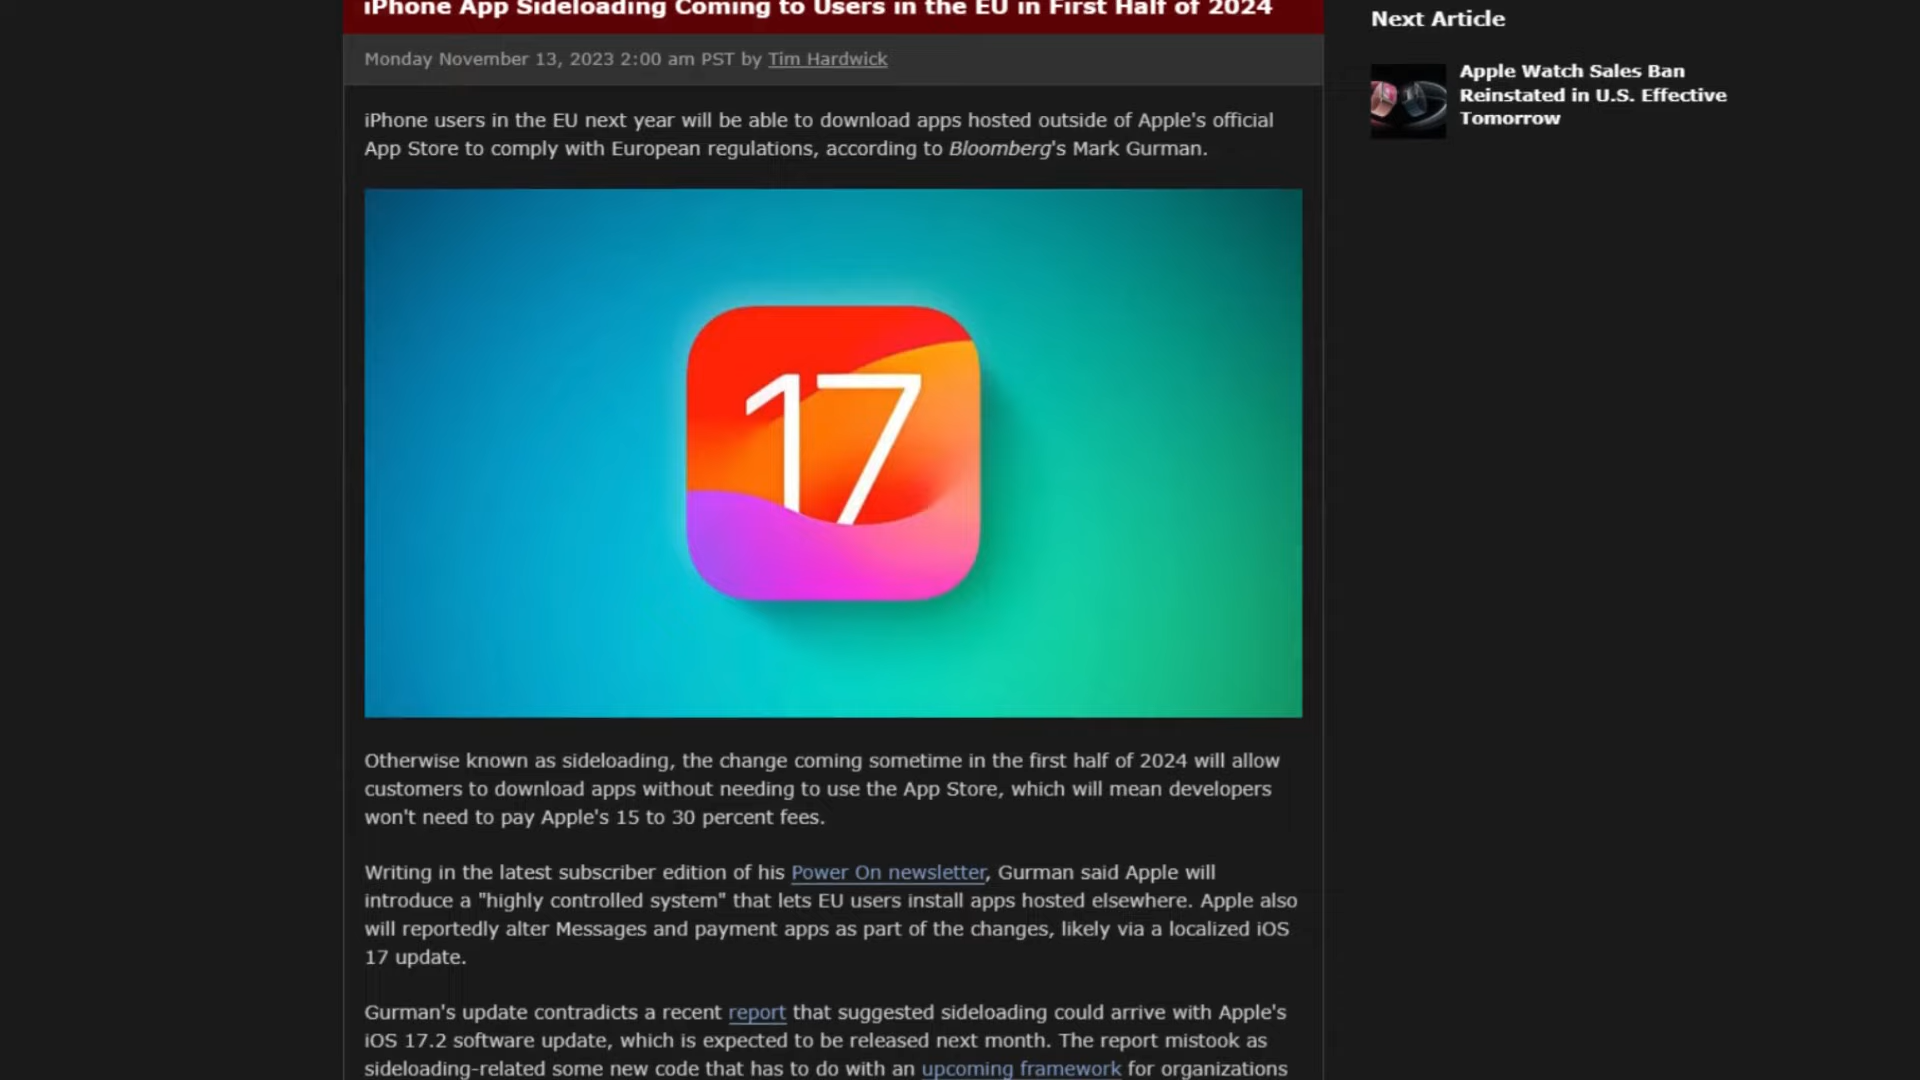 iPhone App Sideloading Coming to Users in the EU in First Half of 2024
Monday November 13, 2023 2:00 am PST by Tim Hardwick
iPhone users in the EU next year will be able to download apps hosted outside of Apple's official
App Store to comply with European regulations, according to Bloomberg's Mark Gurman.
17
Otherwise known as sideloading, the change coming sometime in the first half of 2024 will allow
customers to download apps without needing to use the App Store, which will mean developers
won't need to pay Apple's 15 to 30 percent fees.
Writing in the latest subscriber edition of his Power On newsletter, Gurman said Apple will
introduce a "highly controlled system" that lets EU users install apps hosted elsewhere. Apple also
will reportedly alter Messages and payment apps as part of the changes, likely via a localized iOS
17 update.
Gurman's update contradicts a recent report that suggested sideloading could arrive with Apple's
iOS 17.2 software update, which is expected to be released next month. The report mistook as
sideloading-related some new code that has to do with an upcoming framework for organizations
Next Article
Apple Watch Sales Ban
Reinstated in U.S. Effective
Tomorrow